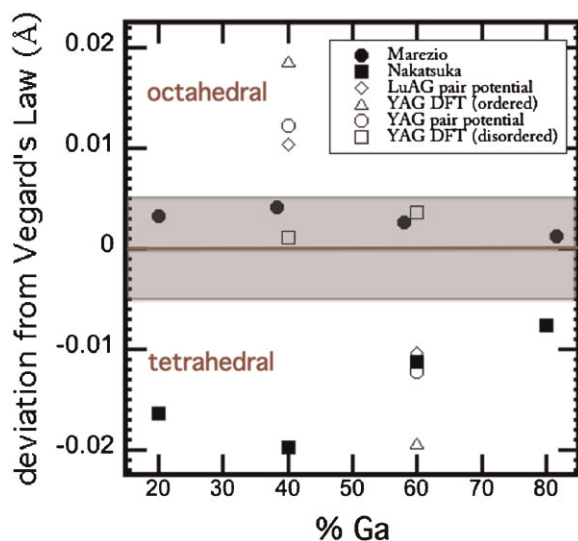 deviation from Vegard's Law (Å)
0.02
0.01
0
-0.01
-0.02
octahedral
tetrahedral
Marezio
Nakatsuka
LuAG pair potential
YAG DFT (ordered)
YAG pair potential
YAG DFT (disordered)
20 30 40 50 60 70 80
% Ga